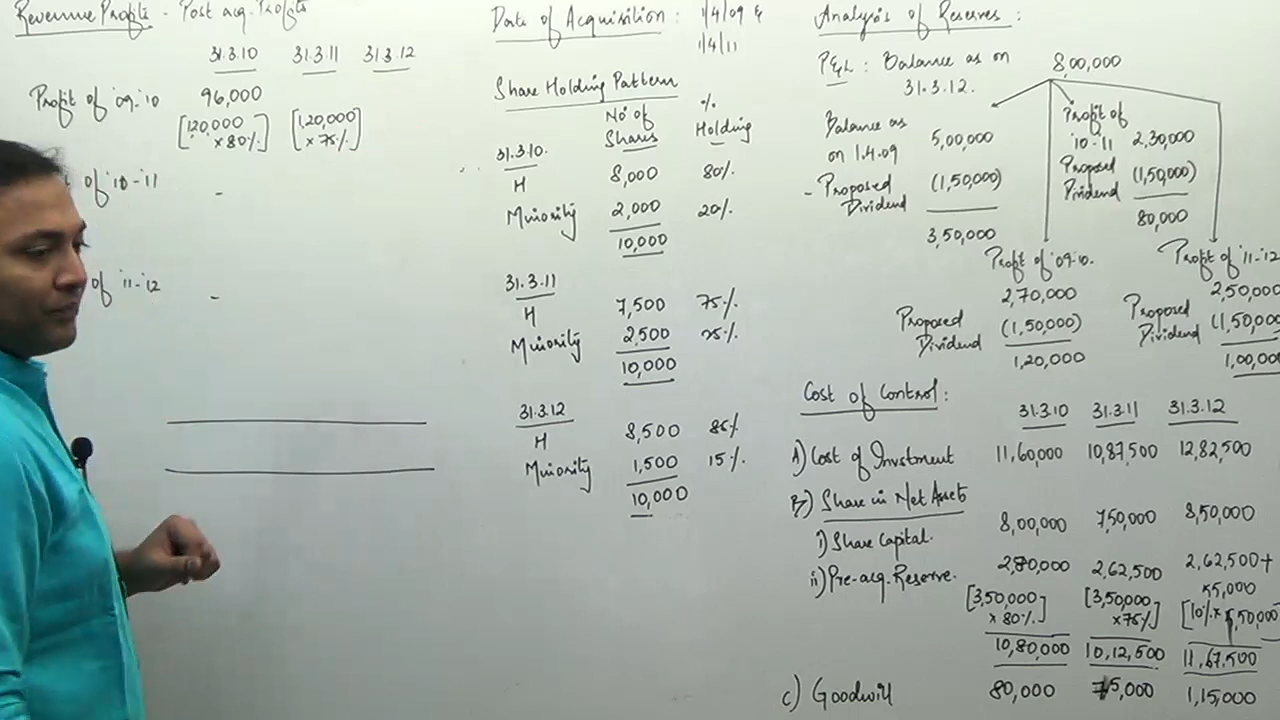 Revenue Profits - Post acq. Profits
31.3.10 31.3.11 31.3.12
Profit of '09-'10 96,000
[120,000 × 80%] [1,20,000 × 75%]
of '10-'11 -
of '11-'12 -
Date of Acquisition : 1/4/09 &
1/4/11
Share Holding Pattern
No of Shares % Holding
31.3.10.
H 8,000 80%
Minority 2,000 20%
10,000
31.3.11
H 7,500 75%
Minority 2,500 25%
10,000
31.3.12
H 8,500 85%
Minority 1,500 15%
10,000
Analysis of Reserves :
P&L : Balance as on 31.3.12. 8,00,000
Balance as on 1.4.09 5,00,000
- Proposed Dividend (1,50,000)
3,50,000
Profit of '10-11 2,30,000
Proposed Dividend (1,50,000)
80,000
Profit of '09-10.
2,70,000
Proposed Dividend (1,50,000)
1,20,000
Profit of '11-'12
2,50,000
Proposed Dividend (1,50,000
1,00,000
Cost of Control :
31.3.10 31.3.11 31.3.12
A) Cost of Invstment 11,60,000 10,87,500 12,82,500
B) Share in Net Assets
i) Share Capital. 8,00,000 750,000 8,50,000
ii) Pre-acq. Reserve. 2,80,000 2,62,500 2,62,500 + 55,000
[3,50,000 × 80%] [3,50,000 × 75%] [10% × 5,50,000
10,80,000 10,12,500 11,67,500
C) Goodwill 80,000 75,000 1,15,000